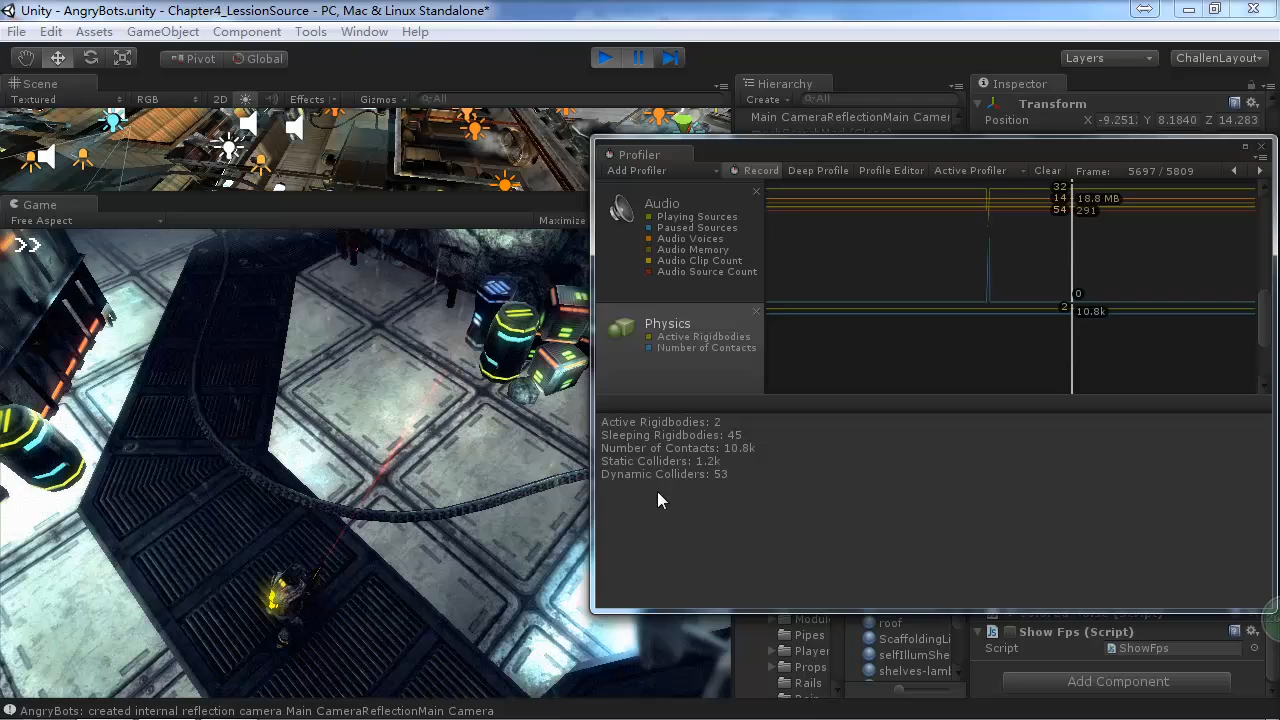 Unity - AngryBots.unity - Chapter4_LessionSource - PC, Mac & Linux Standalone*
File Edit Assets GameObject Component Tools Window Help
Pivot Global Layers ChallenLayout
Scene Hierarchy Inspector
Textured RGB 2D Effects Gizmos All Create All Transform
Main CameraReflectionMain Camer Position X -9.251 Y 8.1840 Z 14.283
Profiler
Add Profiler Record Deep Profile Profile Editor Active Profiler Clear Frame: 5697 / 5809
Game
Free Aspect Maximize
Audio
Playing Sources
Paused Sources
Audio Voices
Audio Memory
Audio Clip Count
Audio Source Count
32
14 18.8 MB
54 291
0
2 10.8k
Physics
Active Rigidbodies
Number of Contacts
Active Rigidbodies: 2
Sleeping Rigidbodies: 45
Number of Contacts: 10.8k
Static Colliders: 1.2k
Dynamic Colliders: 53
Modul roof Show Fps (Script)
Pipes ScaffoldingLi Script ShowFps
Player selfIllumShe
Props shelves-lamb
Rails Add Component
AngryBots: created internal reflection camera Main CameraReflectionMain Camera